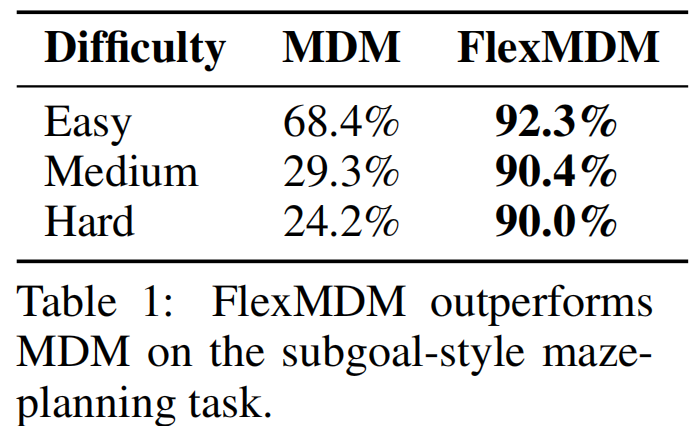 Difficulty MDM FlexMDM
Easy 68.4% 92.3%
Medium 29.3% 90.4%
Hard 24.2% 90.0%
Table 1: FlexMDM outperforms
MDM on the subgoal-style maze-
planning task.